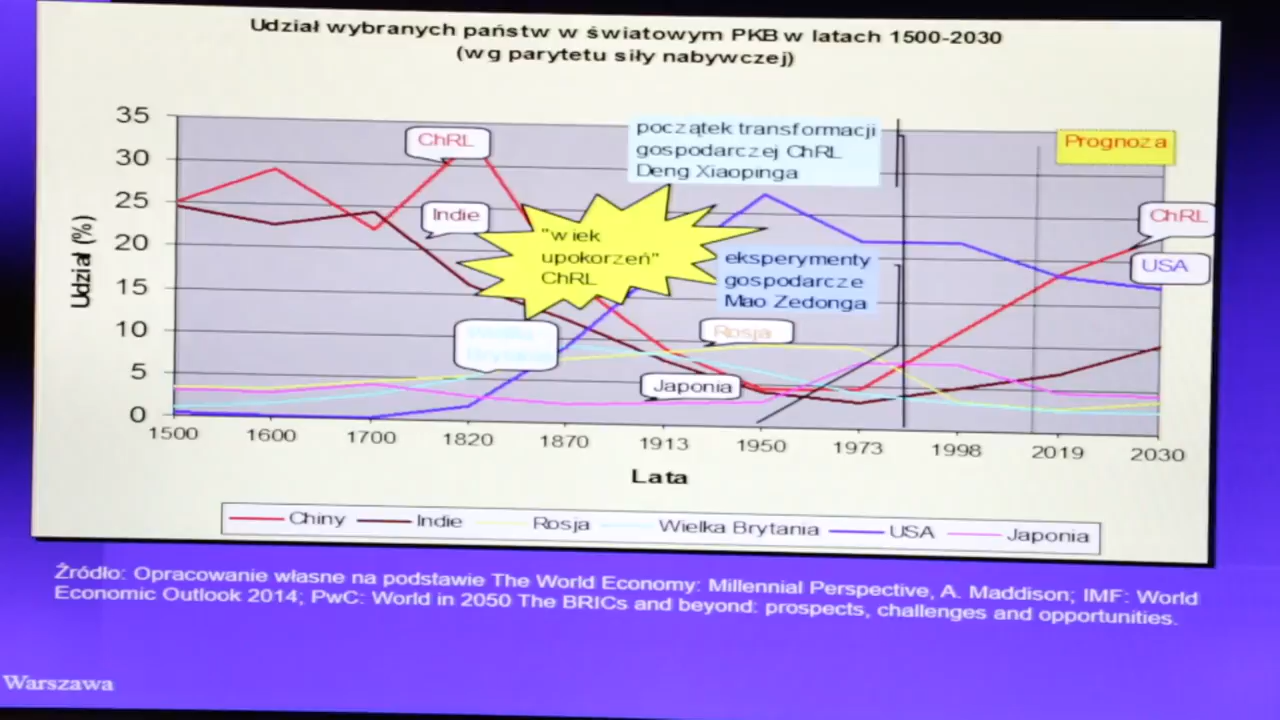 Udział wybranych państw w światowym PKB w latach 1500-2030
(wg parytetu siły nabywczej)
35
30
25
20
15
10
5
0
Udział (%)
ChRL
początek transformacji
gospodarczej ChRL
Deng Xiaopinga
Prognoza
Indie
"wiek
upokorzeń"
ChRL
eksperymenty
gospodarcze
Mao Zedonga
ChRL
USA
Wielka
Brytania
Rosja
Japonia
1500 1600 1700 1820 1870 1913 1950 1973 1998 2019 2030
Lata
Chiny Indie Rosja Wielka Brytania USA Japonia
Źródło: Opracowanie własne na podstawie The World Economy: Millennial Perspective, A. Maddison; IMF: World
Economic Outlook 2014; PwC: World in 2050 The BRICs and beyond: prospects, challenges and opportunities.
Warszawa